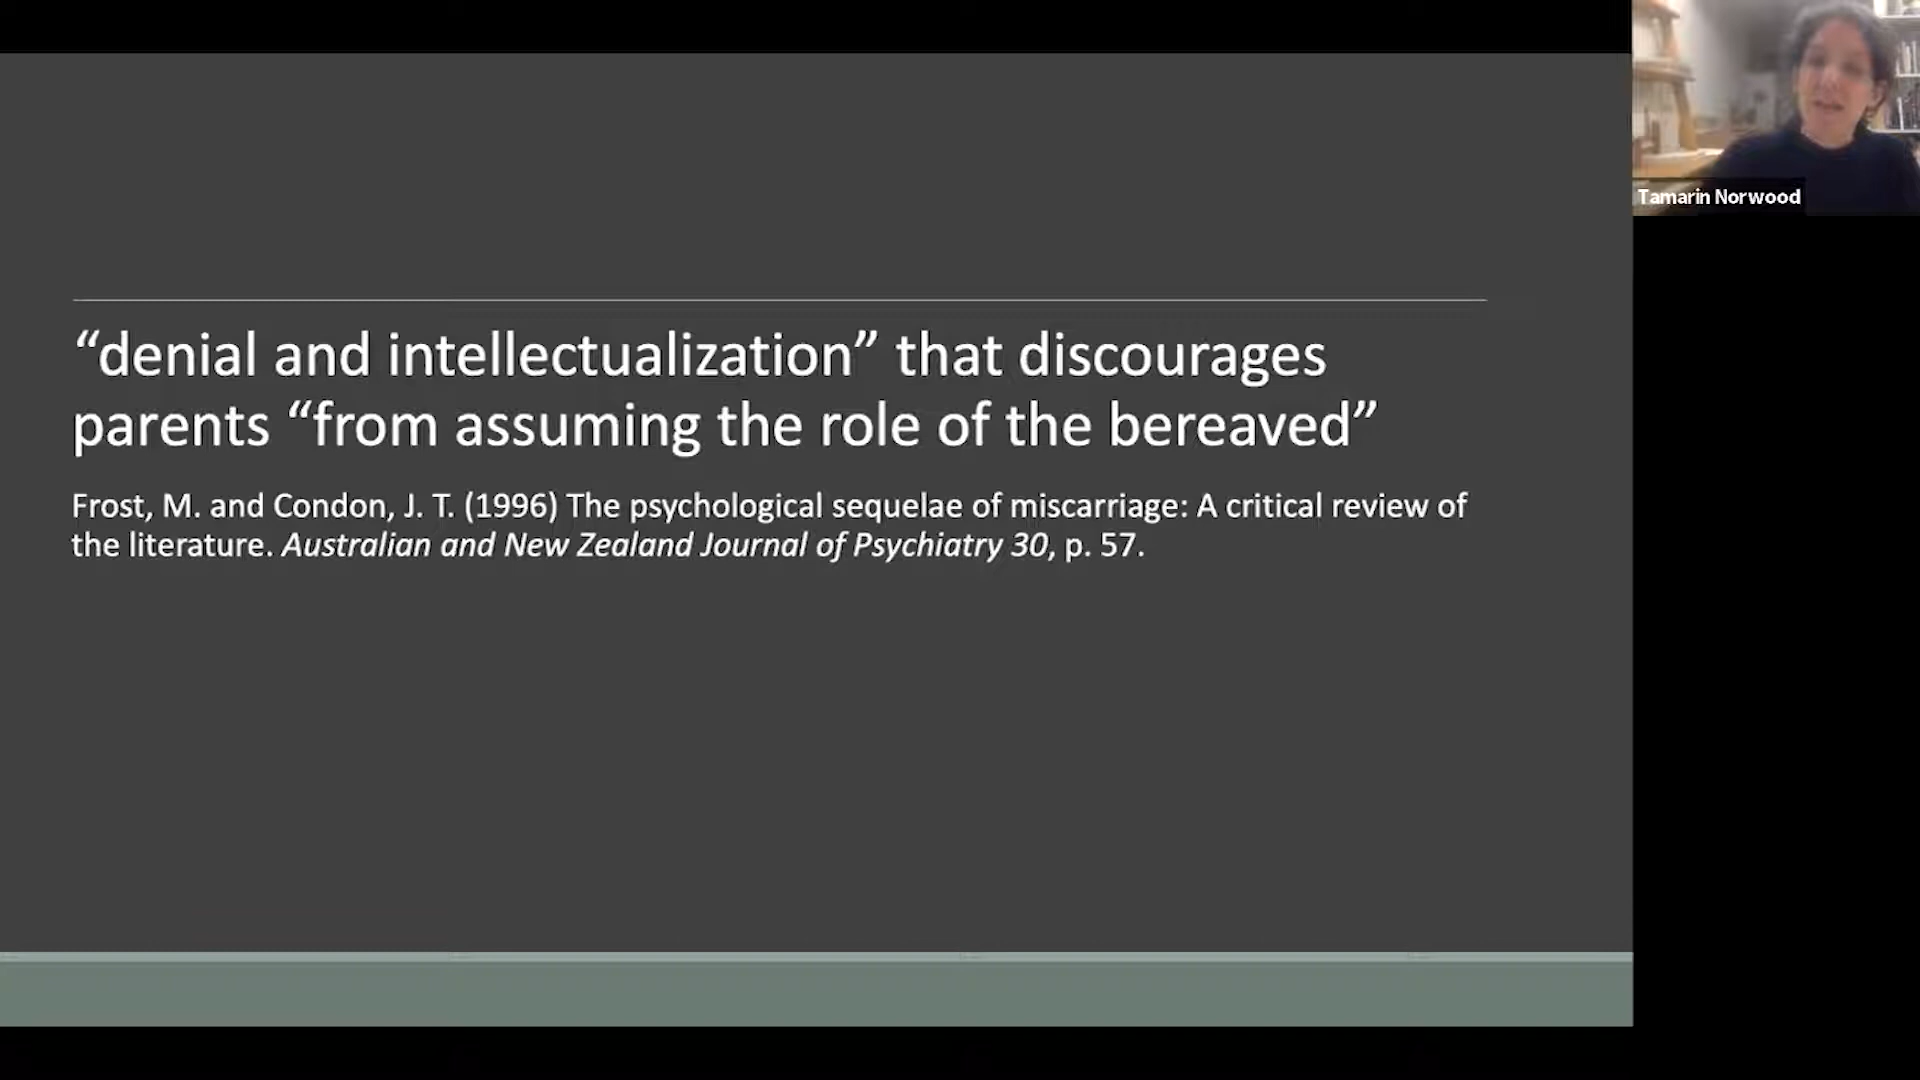 “denial and intellectualization” that discourages
parents “from assuming the role of the bereaved”
Frost, M. and Condon, J. T. (1996) The psychological sequelae of miscarriage: A critical review of
the literature. Australian and New Zealand Journal of Psychiatry 30, p. 57.
Tamarin Norwood